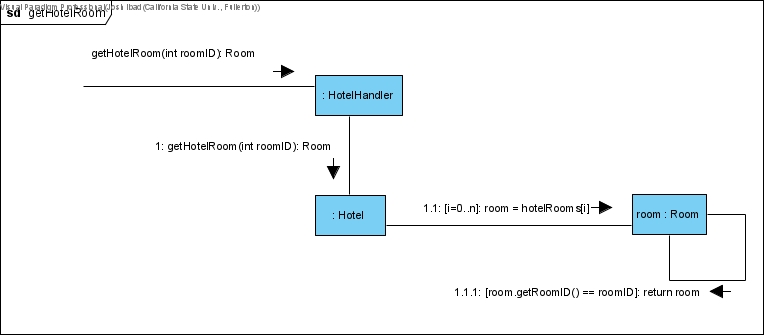 Visual Paradigm Professional(Josh Ibad(California State Univ., Fullerton))
sd getHotelRoom
getHotelRoom(int roomID): Room
: HotelHandler
1: getHotelRoom(int roomID): Room
1.1: [i=0..n]: room = hotelRooms[i]
: Hotel
room : Room
1.1.1: [room.getRoomID() == roomID]: return room